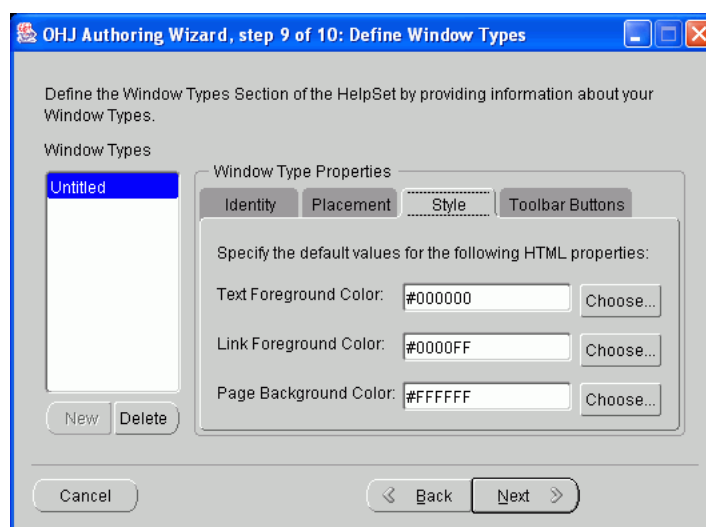 OHJ Authoring Wizard, step 9 of 10: Define Window Types
Define the Window Types Section of the HelpSet by providing information about your
Window Types.
Window Types
Untitled
New
Delete
Window Type Properties
Identity
Placement
Style
Toolbar Buttons
Specify the default values for the following HTML properties:
Text Foreground Color: #000000 Choose...
Link Foreground Color: #0000FF Choose...
Page Background Color: #FFFFFF Choose...
Cancel
Back
Next